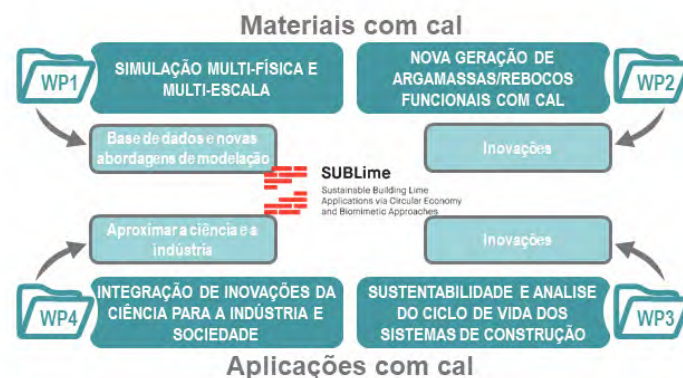 Materiais com cal
WP1
SIMULAÇÃO MULTI-FÍSICA E
MULTI-ESCALA
NOVA GERAÇÃO DE
ARGAMASSAS/REBOCOS
FUNCIONAIS COM CAL
WP2
Base de dados e novas
abordagens de modelação
Inovações
SUBLime
Sustainable Building Lime
Applications via Circular Economy
and Biomimetic Approaches
Aproximar a ciência e a
indústria
Inovações
WP4
INTEGRAÇÃO DE INOVAÇÕES DA
CIÊNCIA PARA A INDÚSTRIA E
SOCIEDADE
SUSTENTABILIDADE E ANALISE
DO CICLO DE VIDA DOS
SISTEMAS DE CONSTRUÇÃO
WP3
Aplicações com cal